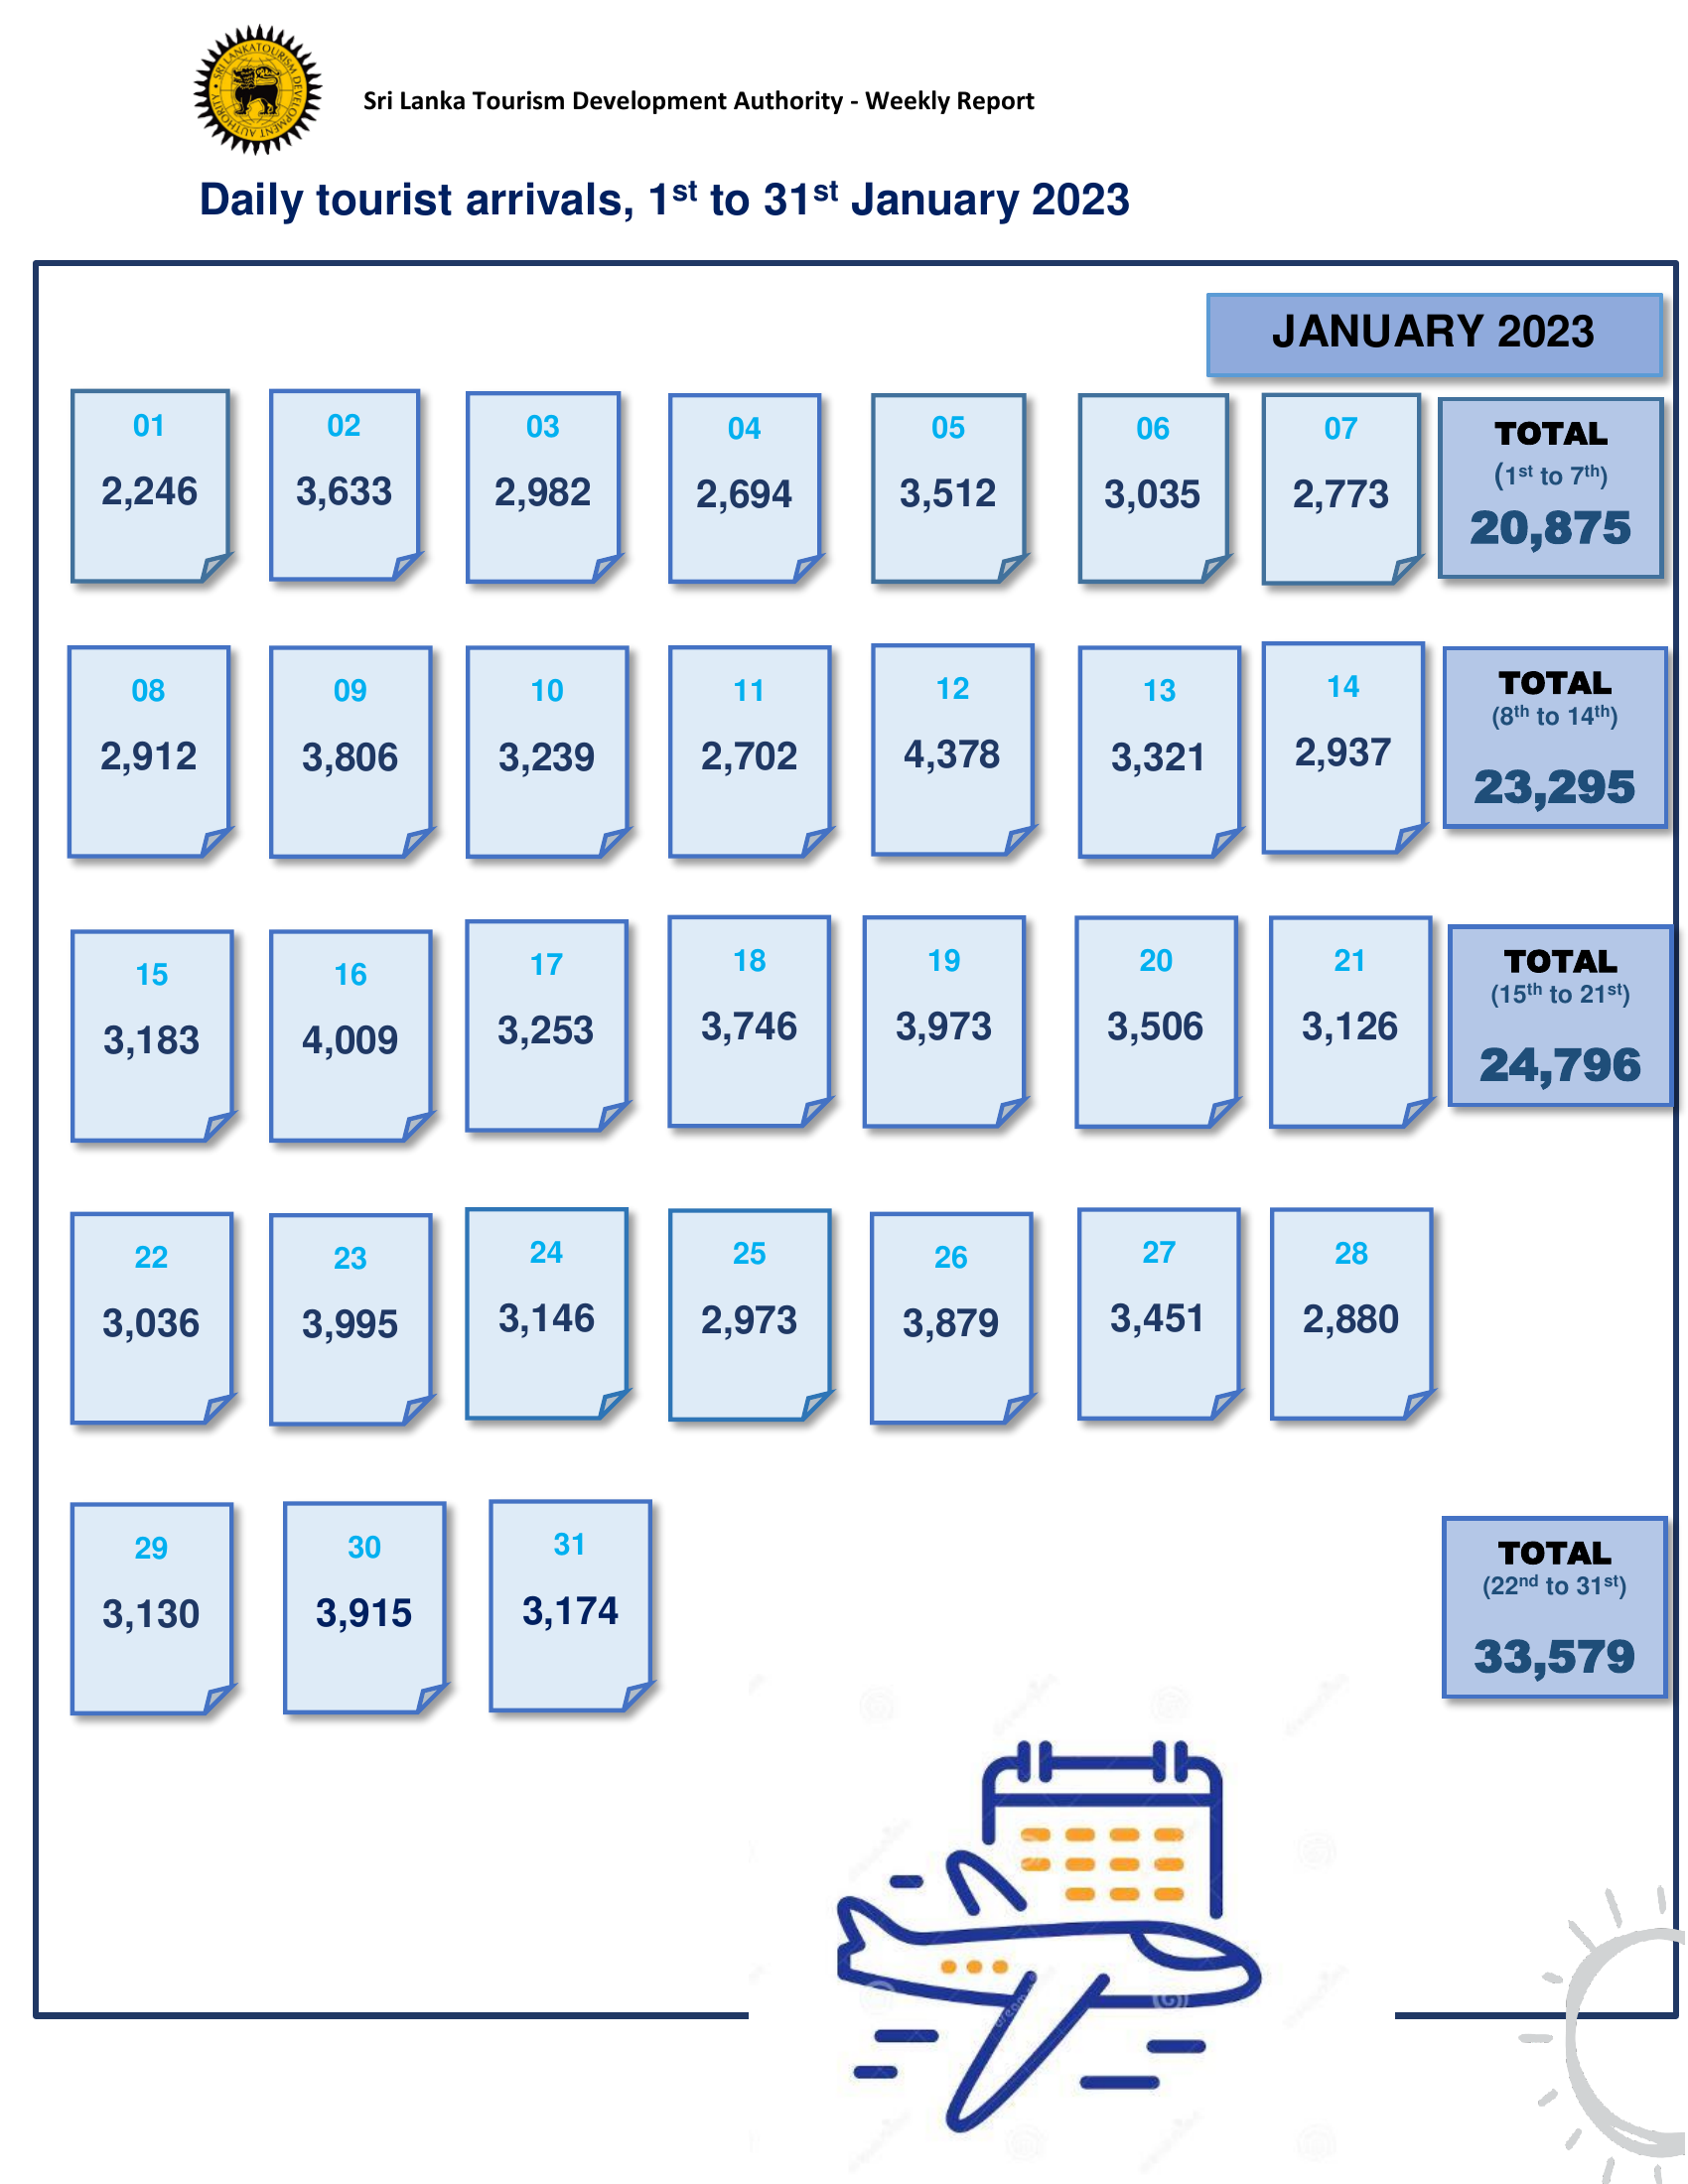 SRI LANKA TOURISM DEVELOPMENT AUTHORITY
Sri Lanka Tourism Development Authority - Weekly Report
Daily tourist arrivals, 1st to 31st January 2023
JANUARY 2023
01 02 03 04 05 06 07 TOTAL
(1st to 7th)
2,246 3,633 2,982 2,694 3,512 3,035 2,773 20,875
08 09 10 11 12 13 14 TOTAL
(8th to 14th)
2,912 3,806 3,239 2,702 4,378 3,321 2,937 23,295
15 16 17 18 19 20 21 TOTAL
(15th to 21st)
3,183 4,009 3,253 3,746 3,973 3,506 3,126 24,796
22 23 24 25 26 27 28
3,036 3,995 3,146 2,973 3,879 3,451 2,880
29 30 31 TOTAL
(22nd to 31st)
3,130 3,915 3,174 33,579